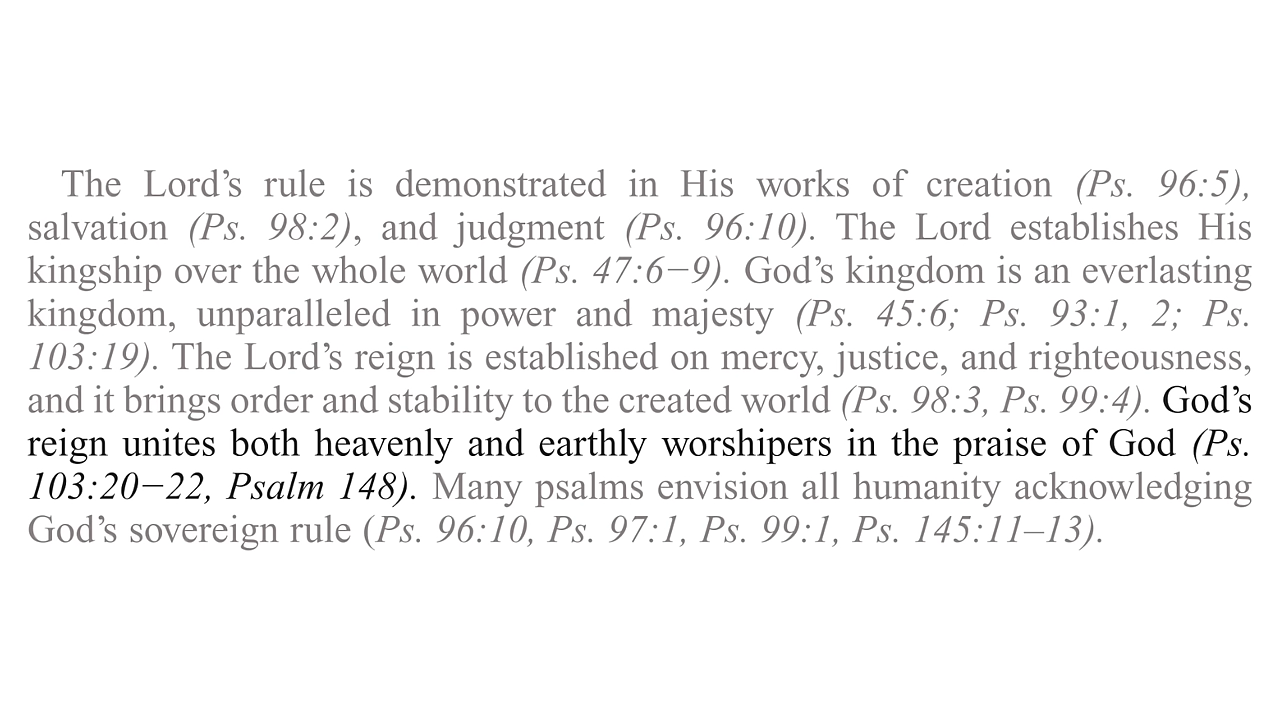 The Lord’s rule is demonstrated in His works of creation (Ps. 96:5),
salvation (Ps. 98:2), and judgment (Ps. 96:10). The Lord establishes His
kingship over the whole world (Ps. 47:6−9). God’s kingdom is an everlasting
kingdom, unparalleled in power and majesty (Ps. 45:6; Ps. 93:1, 2; Ps.
103:19). The Lord’s reign is established on mercy, justice, and righteousness,
and it brings order and stability to the created world (Ps. 98:3, Ps. 99:4). God’s
reign unites both heavenly and earthly worshipers in the praise of God (Ps.
103:20−22, Psalm 148). Many psalms envision all humanity acknowledging
God’s sovereign rule (Ps. 96:10, Ps. 97:1, Ps. 99:1, Ps. 145:11–13).